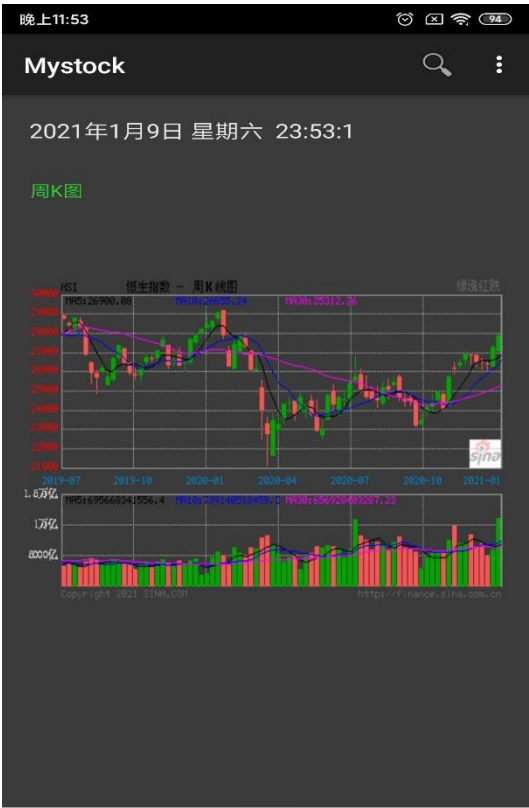 晚上11:53
94
Mystock
2021年1月9日 星期六 23:53:1
周K图
HSI 恒生指数 - 周K线图 绿涨红跌
MA5:26900.08 MA10:26655.24 MA30:25312.26
30000
29000
28000
27000
26000
25000
24000
23000
22000
21000
sina
2019-07 2019-10 2020-01 2020-04 2020-07 2020-10 2021-01
1.6万亿
1万亿
8000亿
Copyright 2021 SINA.COM https://finance.sina.com.cn